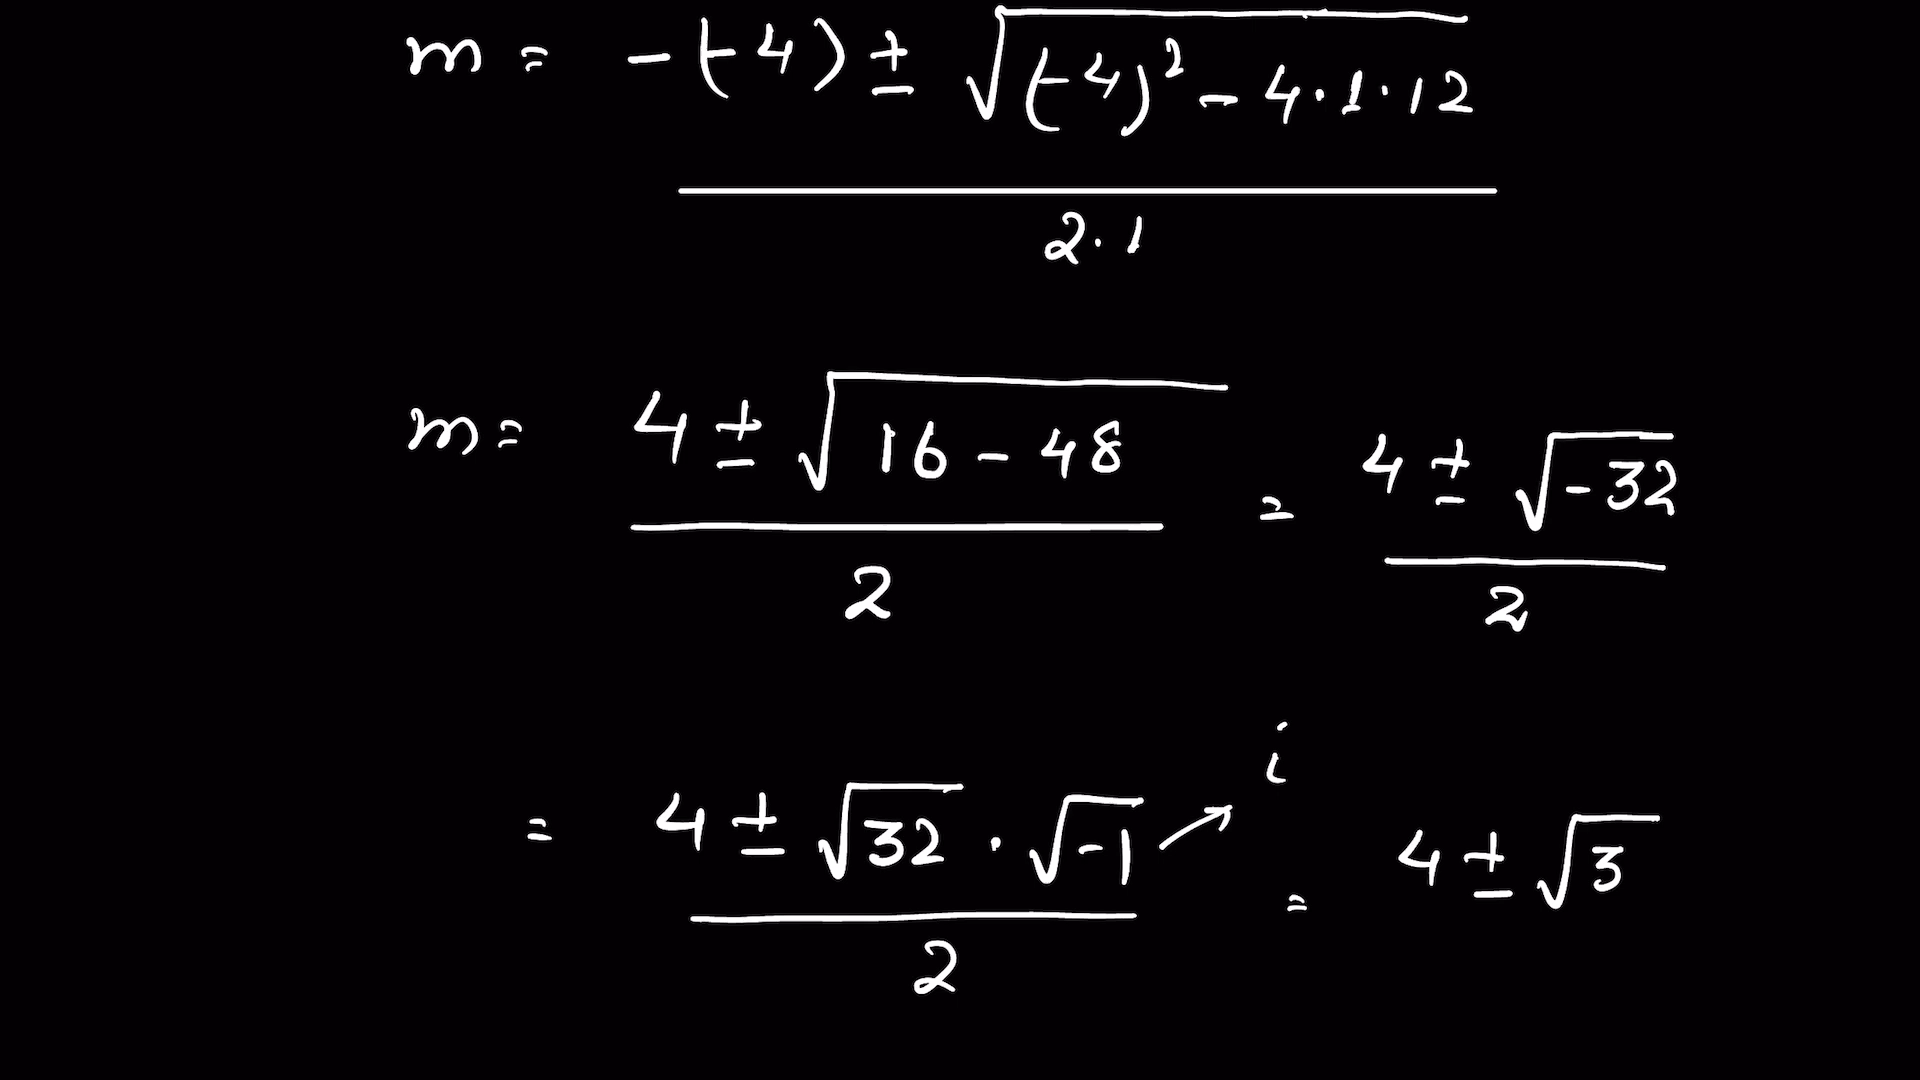 m = -(-4) ± √((-4)² - 4·1·12)
2·1
m = 4 ± √(16 - 48) / 2 = 4 ± √-32 / 2
i
= 4 ± √32 · √-1 / 2 = 4 ± √3